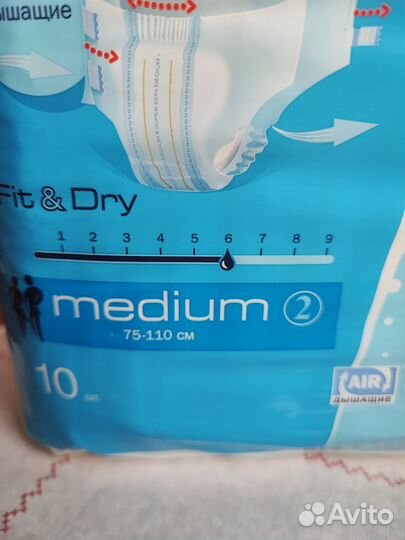 ышащие
Fit & Dry
1 2 3 4 5 6 7 8 9
medium 2
75-110 см
10 шт.
AIR
дышащие
Avito